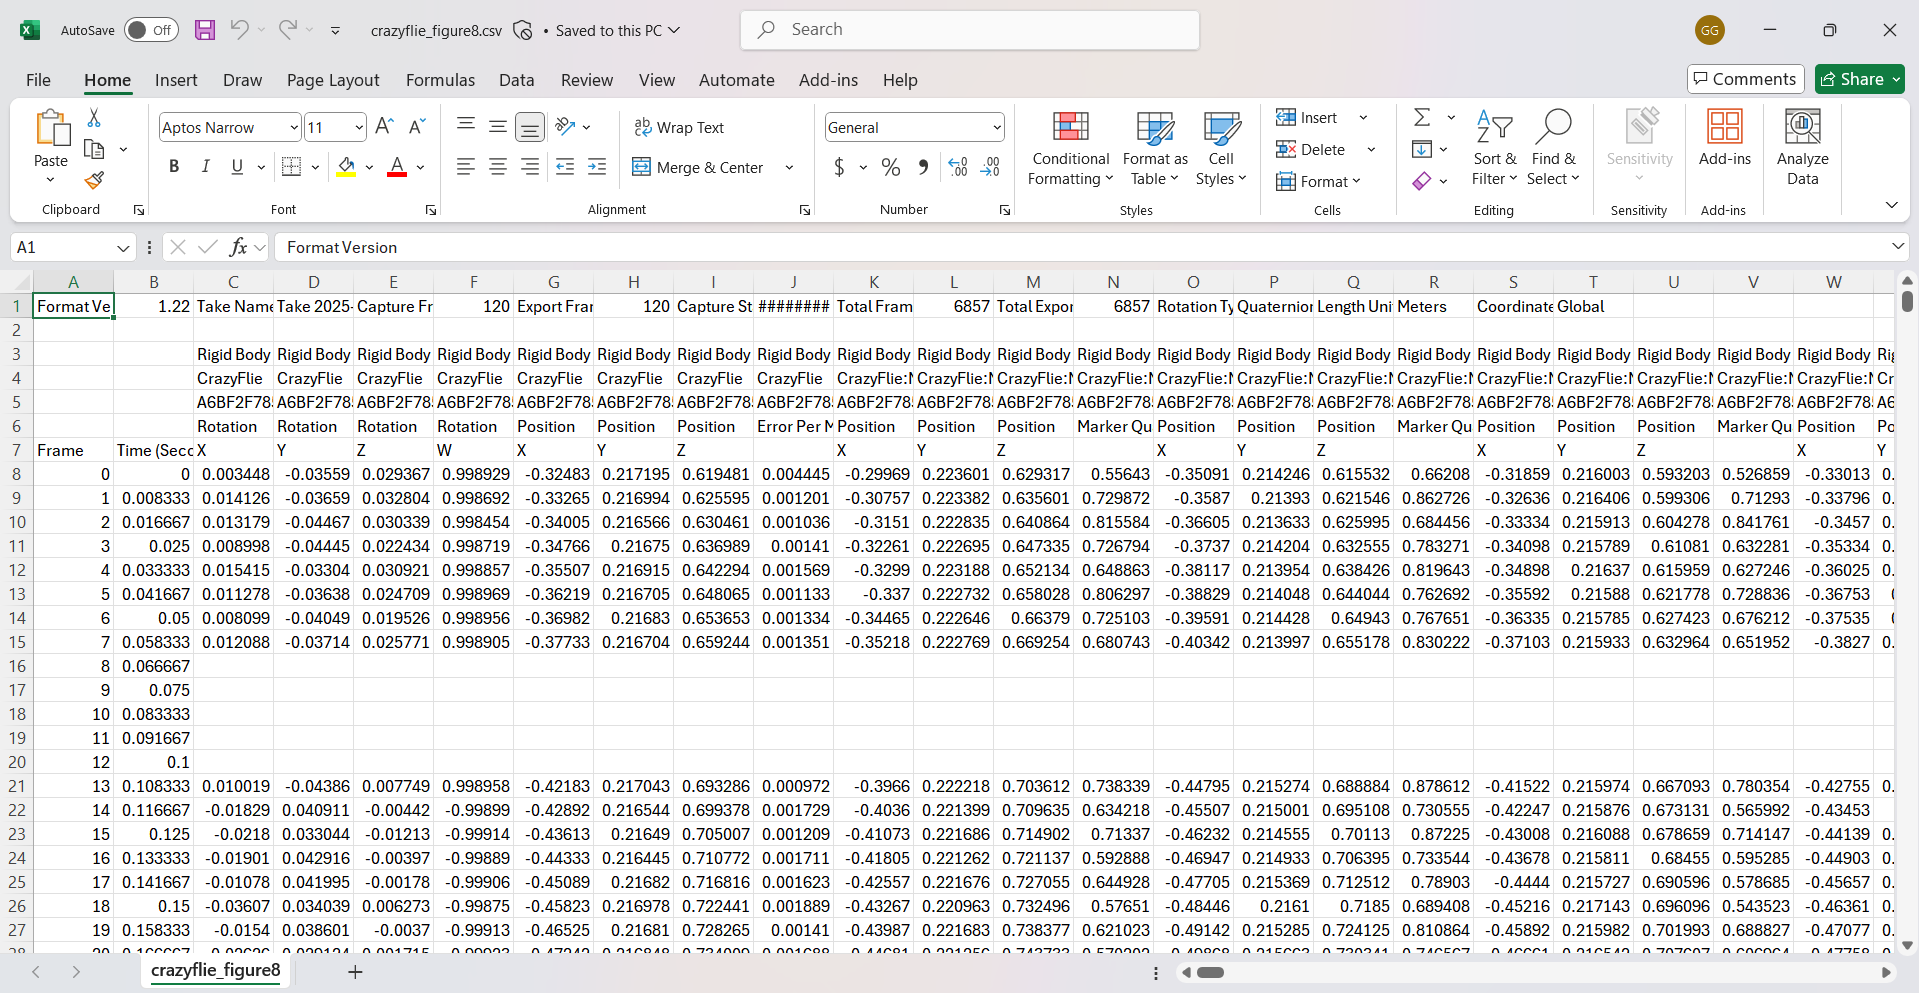 AutoSave Off crazyflie_figure8.csv • Saved to this PC Search GG
File Home Insert Draw Page Layout Formulas Data Review View Automate Add-ins Help Comments Share
Paste Aptos Narrow 11 Wrap Text General Conditional Formatting Format as Table Cell Styles Insert Sort & Filter Find & Select Sensitivity Add-ins Analyze Data
B I U A Merge & Center $ % Delete
Format
Clipboard Font Alignment Number Styles Cells Editing Sensitivity Add-ins
A1 fx Format Version
A B C D E F G H I J K L M N O P Q R S T U V W
1 Format Ve 1.22 Take Name Take 2025- Capture Fr 120 Export Frar 120 Capture St ######## Total Fram 6857 Total Expor 6857 Rotation Ty Quaternior Length Uni Meters Coordinate Global
2
3 Rigid Body Rigid Body Rigid Body Rigid Body Rigid Body Rigid Body Rigid Body Rigid Body Rigid Body Rigid Body Rigid Body Rigid Body Rigid Body Rigid Body Rigid Body Rigid Body Rigid Body Rigid Body Rigid Body Rigid Body Rigid Body
4 CrazyFlie CrazyFlie CrazyFlie CrazyFlie CrazyFlie CrazyFlie CrazyFlie CrazyFlie CrazyFlie:M CrazyFlie:M CrazyFlie:M CrazyFlie:M CrazyFlie:M CrazyFlie:M CrazyFlie:M CrazyFlie:M CrazyFlie:M CrazyFlie:M CrazyFlie:M CrazyFlie:M CrazyFlie:M Cr
5 A6BF2F78 A6BF2F78 A6BF2F78 A6BF2F78 A6BF2F78 A6BF2F78 A6BF2F78 A6BF2F78 A6BF2F78 A6BF2F78 A6BF2F78 A6BF2F78 A6BF2F78 A6BF2F78 A6BF2F78 A6BF2F78 A6BF2F78 A6BF2F78 A6BF2F78 A6BF2F78 A6BF2F78 A6
6 Rotation Rotation Rotation Rotation Position Position Position Error Per M Position Position Position Marker Qu Position Position Position Marker Qu Position Position Position Marker Qu Position Po
7 Frame Time (Secc X Y Z W X Y Z X Y Z X Y Z X Y Z X Y
8 0 0 0.003448 -0.03559 0.029367 0.998929 -0.32483 0.217195 0.619481 0.004445 -0.29969 0.223601 0.629317 0.55643 -0.35091 0.214246 0.615532 0.66208 -0.31859 0.216003 0.593203 0.526859 -0.33013 0.
9 1 0.008333 0.014126 -0.03659 0.032804 0.998692 -0.33265 0.216994 0.625595 0.001201 -0.30757 0.223382 0.635601 0.729872 -0.3587 0.21393 0.621546 0.862726 -0.32636 0.216406 0.599306 0.71293 -0.33796 0.
10 2 0.016667 0.013179 -0.04467 0.030339 0.998454 -0.34005 0.216566 0.630461 0.001036 -0.3151 0.222835 0.640864 0.815584 -0.36605 0.213633 0.625995 0.684456 -0.33334 0.215913 0.604278 0.841761 -0.3457 0.
11 3 0.025 0.008998 -0.04445 0.022434 0.998719 -0.34766 0.21675 0.636989 0.00141 -0.32261 0.222695 0.647335 0.726794 -0.3737 0.214204 0.632555 0.783271 -0.34098 0.215789 0.61081 0.632281 -0.35334 0.
12 4 0.033333 0.015415 -0.03304 0.030921 0.998857 -0.35507 0.216915 0.642294 0.001569 -0.3299 0.223188 0.652134 0.648863 -0.38117 0.213954 0.638426 0.819643 -0.34898 0.21637 0.615959 0.627246 -0.36025 0.
13 5 0.041667 0.011278 -0.03638 0.024709 0.998969 -0.36219 0.216705 0.648065 0.001133 -0.337 0.222732 0.658028 0.806297 -0.38829 0.214048 0.644044 0.762692 -0.35592 0.21588 0.621778 0.728836 -0.36753
14 6 0.05 0.008099 -0.04049 0.019526 0.998956 -0.36982 0.21683 0.653653 0.001334 -0.34465 0.222646 0.66379 0.725103 -0.39591 0.214428 0.64943 0.767651 -0.36335 0.215785 0.627423 0.676212 -0.37535
15 7 0.058333 0.012088 -0.03714 0.025771 0.998905 -0.37733 0.216704 0.659244 0.001351 -0.35218 0.222769 0.669254 0.680743 -0.40342 0.213997 0.655178 0.830222 -0.37103 0.215933 0.632964 0.651952 -0.3827 0.
16 8 0.066667
17 9 0.075
18 10 0.083333
19 11 0.091667
20 12 0.1
21 13 0.108333 0.010019 -0.04386 0.007749 0.998958 -0.42183 0.217043 0.693286 0.000972 -0.3966 0.222218 0.703612 0.738339 -0.44795 0.215274 0.688884 0.878612 -0.41522 0.215974 0.667093 0.780354 -0.42755 0.
22 14 0.116667 -0.01829 0.040911 -0.00442 -0.99899 -0.42892 0.216544 0.699378 0.001729 -0.4036 0.221399 0.709635 0.634218 -0.45507 0.215001 0.695108 0.730555 -0.42247 0.215876 0.673131 0.565992 -0.43453
23 15 0.125 -0.0218 0.033044 -0.01213 -0.99914 -0.43613 0.21649 0.705007 0.001209 -0.41073 0.221686 0.714902 0.71337 -0.46232 0.214555 0.70113 0.87225 -0.43008 0.216088 0.678659 0.714147 -0.44139 0.
24 16 0.133333 -0.01901 0.042916 -0.00397 -0.99889 -0.44333 0.216445 0.710772 0.001711 -0.41805 0.221262 0.721137 0.592888 -0.46947 0.214933 0.706395 0.733544 -0.43678 0.215811 0.68455 0.595285 -0.44903 0.
25 17 0.141667 -0.01078 0.041995 -0.00178 -0.99906 -0.45089 0.21682 0.716816 0.001623 -0.42557 0.221676 0.727055 0.644928 -0.47705 0.215369 0.712512 0.78903 -0.4444 0.215727 0.690596 0.578685 -0.45657 0.
26 18 0.15 -0.03607 0.034039 0.006273 -0.99875 -0.45823 0.216978 0.722441 0.001889 -0.43267 0.220963 0.732496 0.57651 -0.48446 0.2161 0.7185 0.689408 -0.45216 0.217143 0.696096 0.543523 -0.46361 0.
27 19 0.158333 -0.0154 0.038601 -0.0037 -0.99913 -0.46525 0.21681 0.728265 0.00141 -0.43987 0.221683 0.738377 0.621023 -0.49142 0.215285 0.724125 0.810864 -0.45892 0.215982 0.701993 0.688827 -0.47077 0.
crazyflie_figure8